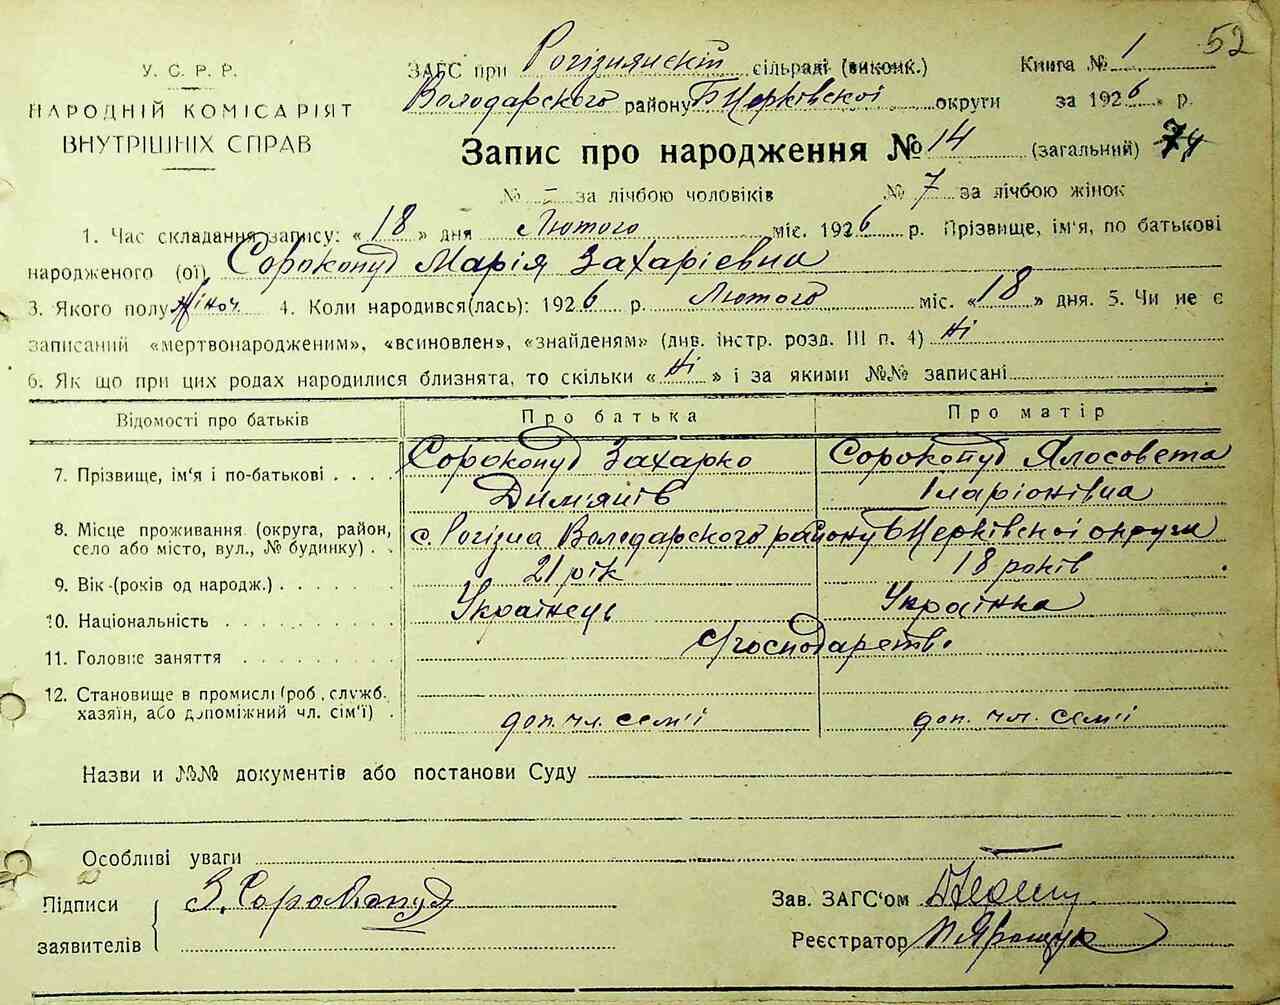 52
У. С. Р. Р.
НАРОДНІЙ КОМІСАРІЯТ
ВНУТРІШНІХ СПРАВ
ЗАГС при Рогізнянскій сільраді (виконк.) Книга № 1
Володарского району Б Церківскої округи за 1926 р.
Запис про народження № 14 (загальний)
№ – за лічбою чоловіків № 7 за лічбою жінок
1. Час складання запису: « 18 » дня Лютого міс. 1926 р. Прізвище, ім'я, по батькові
народженого (ої) Сорокопуд Марія Захарієвна
3. Якого полу жіноч. 4. Коли народився(лась): 1926 р. Лютого міс. « 18 » дня. 5. Чи не є
записаний «мертвонародженим», «всиновлен», «знайденям» (див. інстр. розд. III п. 4) Ні
6. Як що при цих родах народилися близнята, то скільки « Ні » і за якими №№ записані
Відомості про батьків Про батька Про матір
7. Прізвище, ім'я і по-батькові . . . . Сорокопуд Захарко Сорокопуд Ялосовета
Дим'янів Іларіонівна
8. Місце проживання (округа, район,
село або місто, вул., № будинку) . . с. Рогізна Володарского району Б Церківскої округи
9. Вік (років од народж.) . . . . . 21 рік 18 років
10. Національність . . . . . . . . Українець Українка
11. Головне заняття . . . . . . . . господарств.
12. Становище в промислі (роб., служб.
хазяїн, або допоміжний чл. сім'ї) . доп. чл. семʼї доп. чл. семʼї
Назви и №№ документів або постанови Суду
Особливі уваги
Підписи
заявителів
З. Сорокопуд
Зав. ЗАГС'ом
Реєстратор П Ярощук